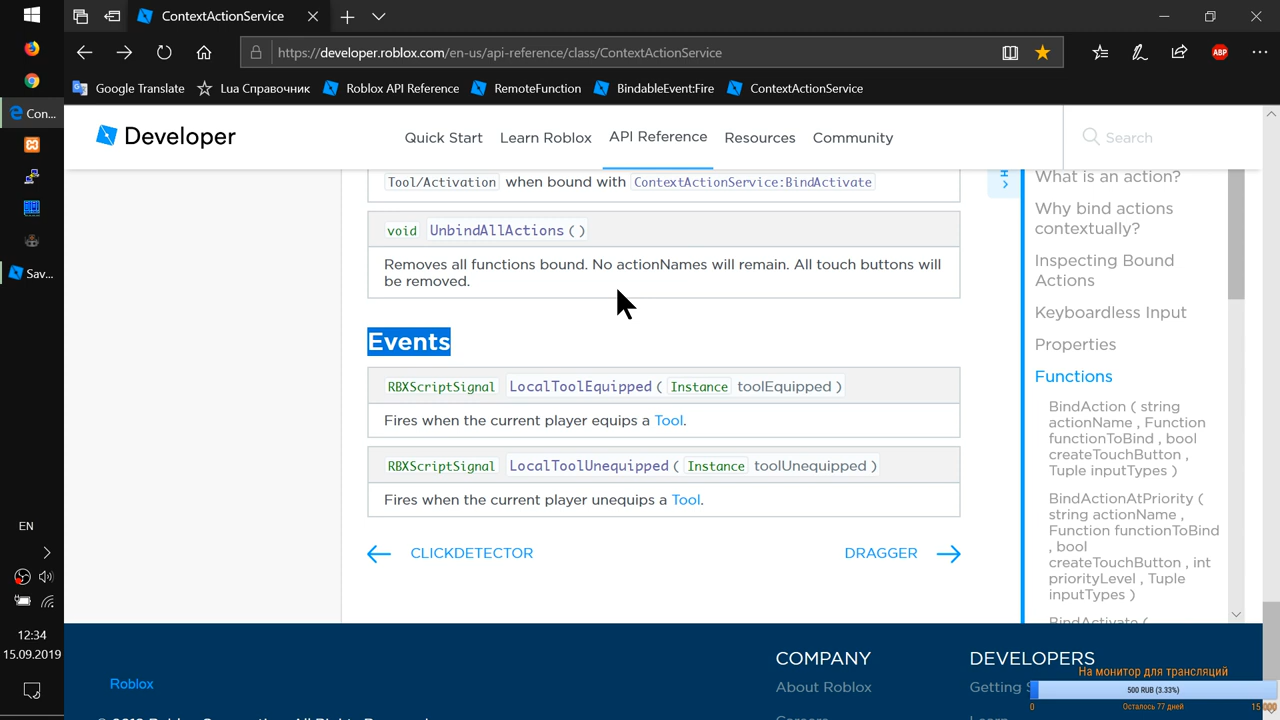 ContextActionService
https://developer.roblox.com/en-us/api-reference/class/ContextActionService
ABP
Con...
Google Translate
Lua Справочник
Roblox API Reference
RemoteFunction
BindableEvent:Fire
ContextActionService
Developer
Quick Start
Learn Roblox
API Reference
Resources
Community
Search
Tool/Activation when bound with ContextActionService:BindActivate
void UnbindAllActions ( )
Removes all functions bound. No actionNames will remain. All touch buttons will
be removed.
Events
RBXScriptSignal LocalToolEquipped ( Instance toolEquipped )
Fires when the current player equips a Tool.
RBXScriptSignal LocalToolUnequipped ( Instance toolUnequipped )
Fires when the current player unequips a Tool.
CLICKDETECTOR
DRAGGER
What is an action?
Why bind actions
contextually?
Inspecting Bound
Actions
Keyboardless Input
Properties
Functions
BindAction ( string
actionName , Function
functionToBind , bool
createTouchButton ,
Tuple inputTypes )
BindActionAtPriority (
string actionName ,
Function functionToBind
, bool
createTouchButton , int
priorityLevel , Tuple
inputTypes )
BindActivate (
Sav...
EN
12:34
15.09.2019
Roblox
COMPANY
About Roblox
DEVELOPERS
Getting S
На монитор для трансляций
500 RUB (3.33%)
0
Осталось 77 дней
15 000